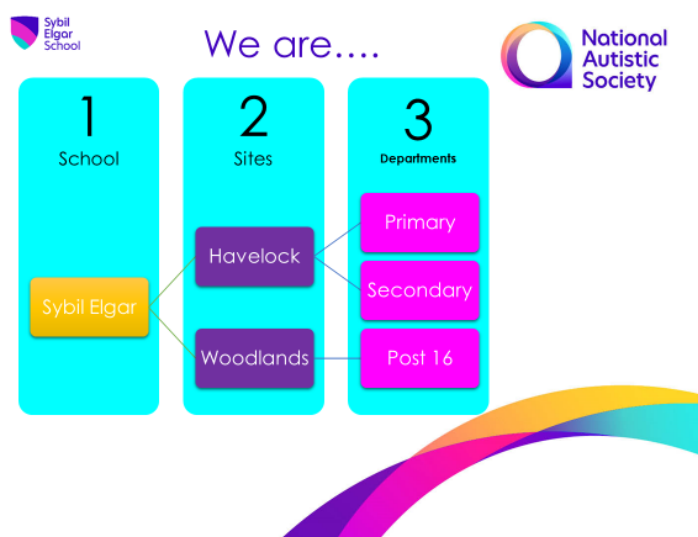 Sybil
Elgar
School
We are....
National
Autistic
Society
1
School
2
Sites
3
Departments
Sybil Elgar
Havelock
Woodlands
Primary
Secondary
Post 16